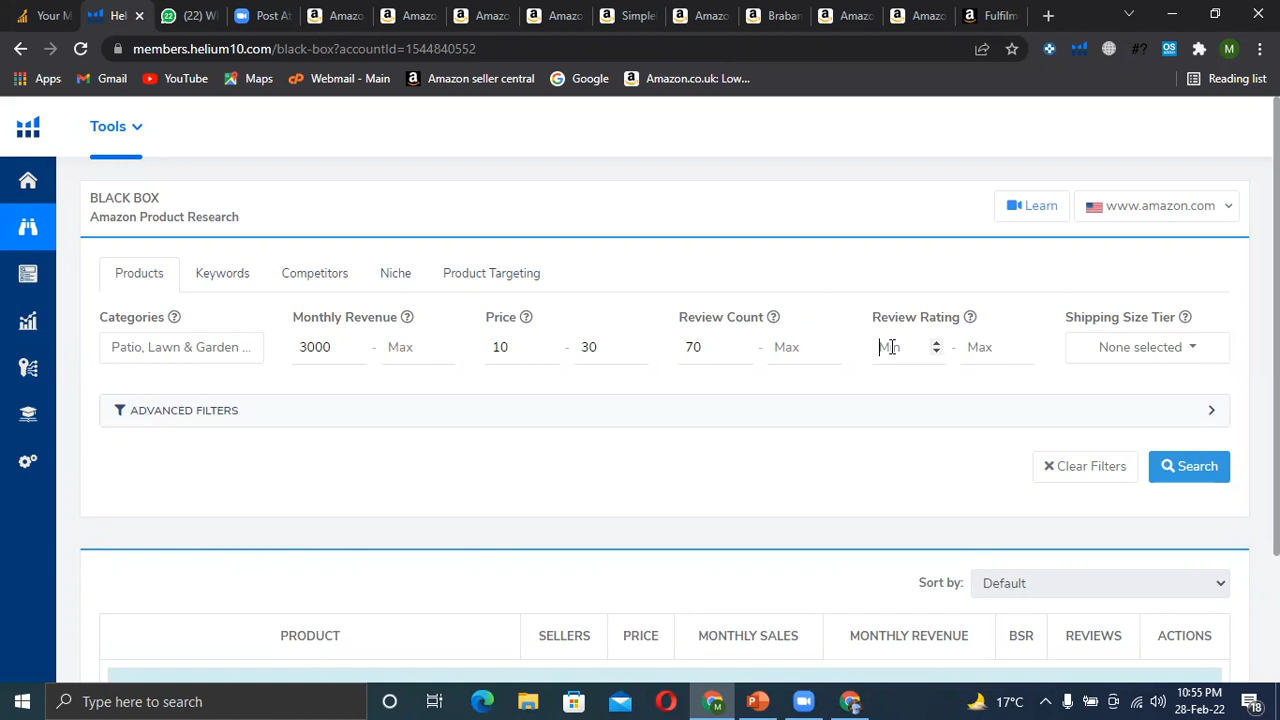 Your M
Hel
(22) W
Post At
Amazo
Amazo
Amazo
Amazo
Simple
Amazo
Braban
Amazo
Amazo
Fulfilm
members.helium10.com/black-box?accountId=1544840552
M
Apps
Gmail
YouTube
Maps
Webmail - Main
Amazon seller central
Google
Amazon.co.uk: Low...
Reading list
Tools
BLACK BOX
Amazon Product Research
Learn
www.amazon.com
Products
Keywords
Competitors
Niche
Product Targeting
Categories
Monthly Revenue
Price
Review Count
Review Rating
Shipping Size Tier
Patio, Lawn & Garden ...
3000 - Max
10 - 30
70 - Max
Min - Max
None selected
ADVANCED FILTERS
Clear Filters
Search
Sort by: Default
PRODUCT
SELLERS
PRICE
MONTHLY SALES
MONTHLY REVENUE
BSR
REVIEWS
ACTIONS
Type here to search
17°C
10:55 PM
28-Feb-22
18